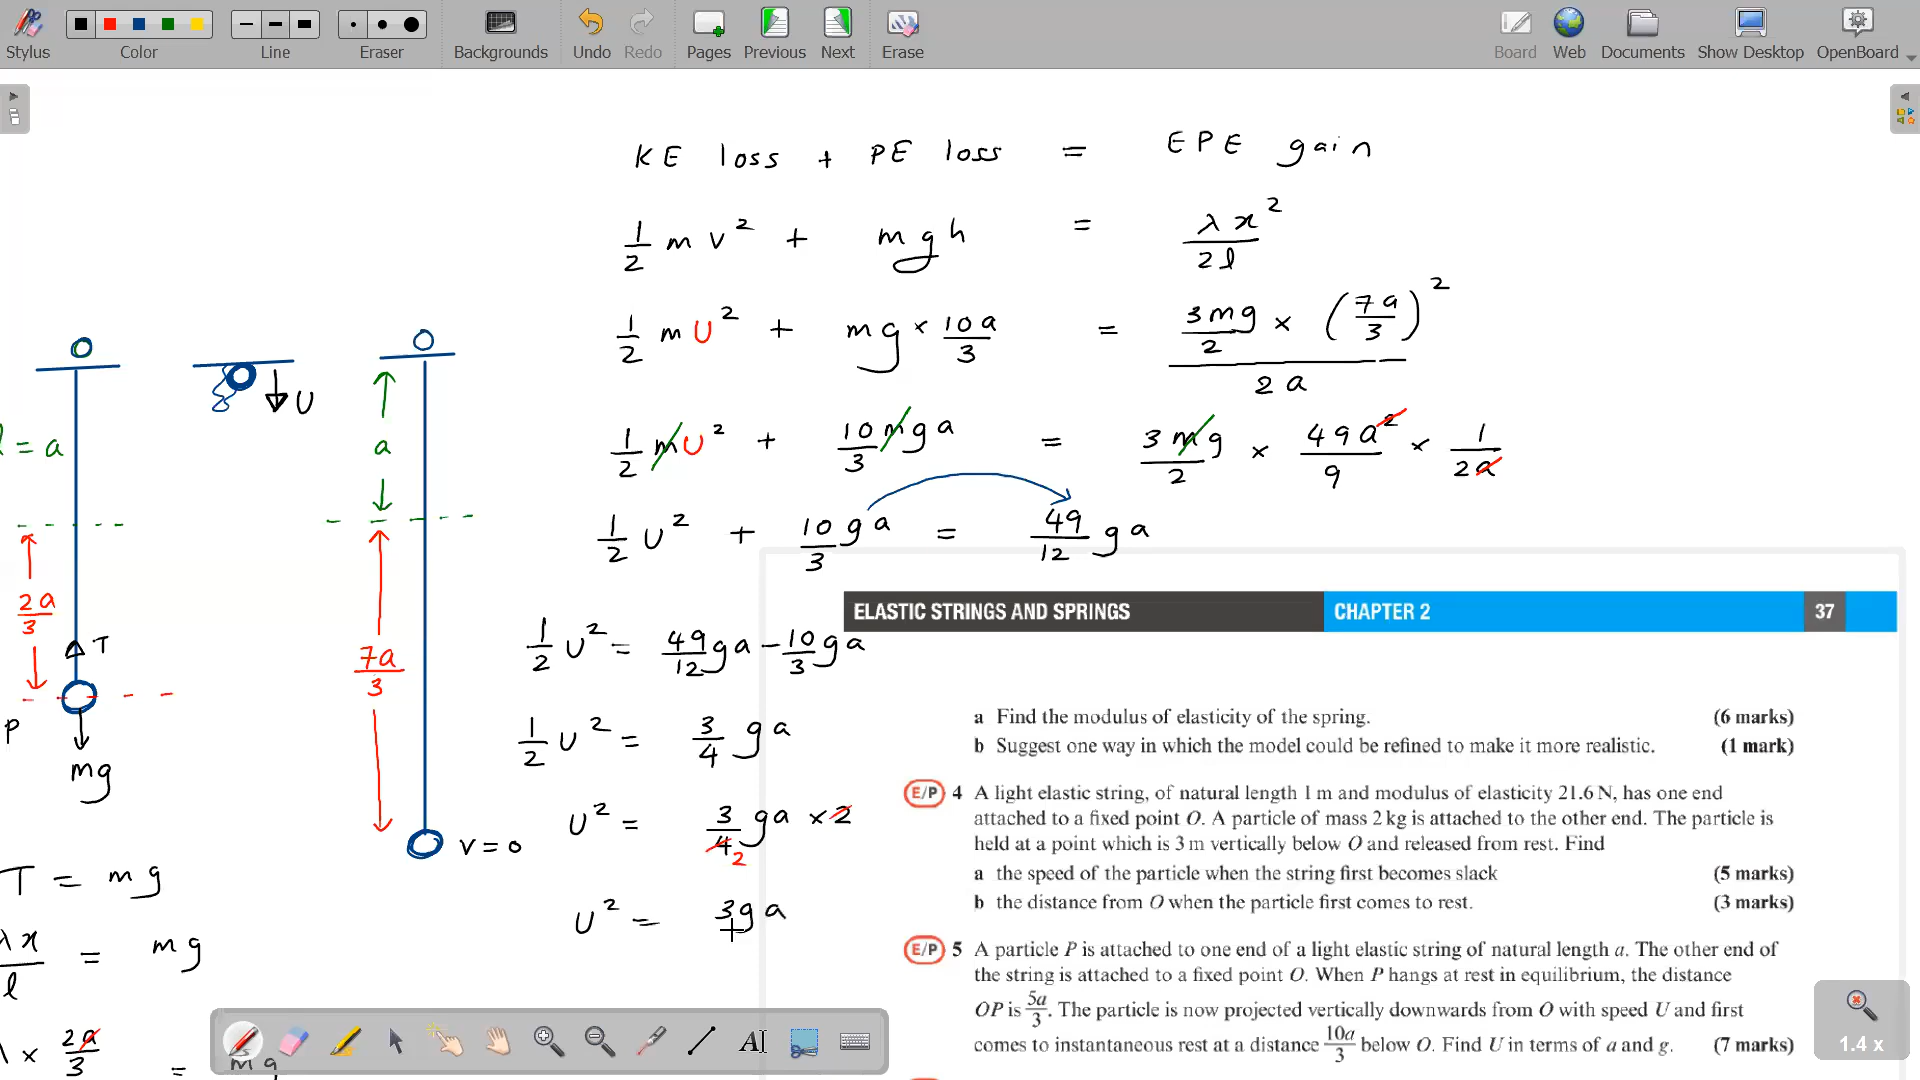 Stylus Color Line Eraser Backgrounds Undo Redo Pages Previous Next Erase Board Web Documents Show Desktop OpenBoard
KE loss + PE loss = EPE gain
1/2 m v² + mgh = λx²/2l
1/2 m U² + mg × 10a/3 = (3mg/2 × (7a/3)²)/2a
1/2 mU² + 10/3 mga = 3mg/2 × 49a²/9 × 1/2a
1/2 U² + 10/3 ga = 49/12 ga
1/2 U² = 49/12 ga − 10/3 ga
1/2 U² = 3/4 ga
U² = 3/4 ga × 2
2
U² = 3ga
O
l = a
2a/3
T
P
mg
U
O
a
7a/3
v = 0
T = mg
λx/l = mg
λ × 2a/3 = mg
ELASTIC STRINGS AND SPRINGS CHAPTER 2 37
a Find the modulus of elasticity of the spring. (6 marks)
b Suggest one way in which the model could be refined to make it more realistic. (1 mark)
E/P 4 A light elastic string, of natural length 1 m and modulus of elasticity 21.6 N, has one end
attached to a fixed point O. A particle of mass 2 kg is attached to the other end. The particle is
held at a point which is 3 m vertically below O and released from rest. Find
a the speed of the particle when the string first becomes slack (5 marks)
b the distance from O when the particle first comes to rest. (3 marks)
E/P 5 A particle P is attached to one end of a light elastic string of natural length a. The other end of
the string is attached to a fixed point O. When P hangs at rest in equilibrium, the distance
OP is 5a/3. The particle is now projected vertically downwards from O with speed U and first
comes to instantaneous rest at a distance 10a/3 below O. Find U in terms of a and g. (7 marks)
1.4 x